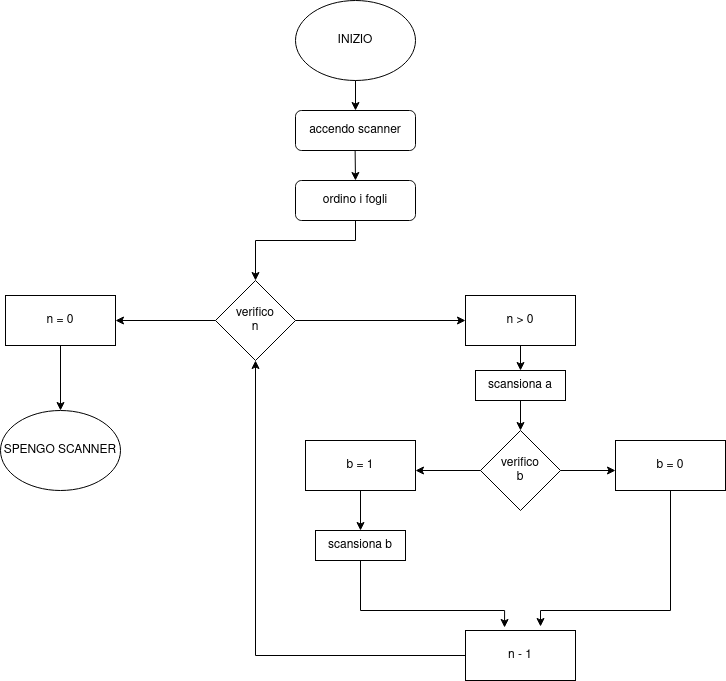 INIZIO
accendo scanner
ordino i fogli
verifico
n
n = 0
n > 0
SPENGO SCANNER
scansiona a
verifico
b
b = 1
b = 0
scansiona b
n - 1